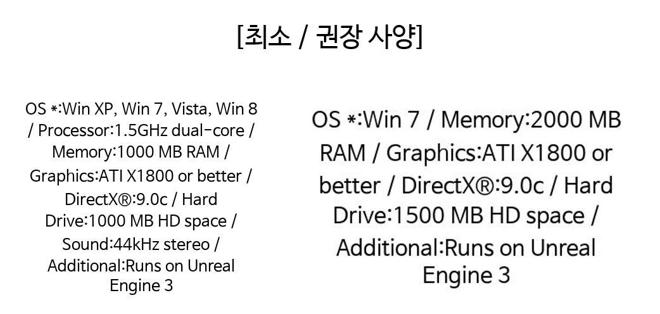 [최소 / 권장 사양]
OS *:Win XP, Win 7, Vista, Win 8
/ Processor:1.5GHz dual-core /
Memory:1000 MB RAM /
Graphics:ATI X1800 or better /
DirectX®:9.0c / Hard
Drive:1000 MB HD space /
Sound:44kHz stereo /
Additional:Runs on Unreal
Engine 3
OS *:Win 7 / Memory:2000 MB
RAM / Graphics:ATI X1800 or
better / DirectX®:9.0c / Hard
Drive:1500 MB HD space /
Additional:Runs on Unreal
Engine 3